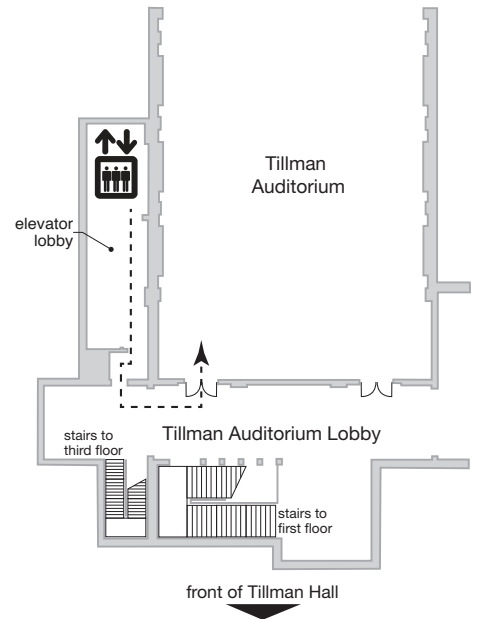 Tillman
Auditorium
elevator
lobby
stairs to
third floor
Tillman Auditorium Lobby
stairs to
first floor
front of Tillman Hall